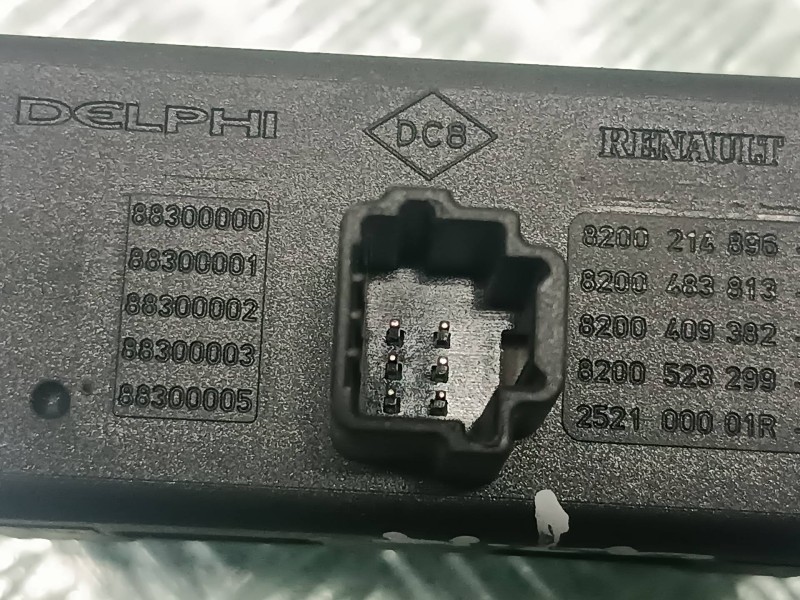 DELPHI
DC8
RENAULT
88300000
88300001
88300002
88300003
88300005
8200 214 896 -
8200 483 813 -
8200 409 382 -
8200 523 299 -
2521 000 01R -